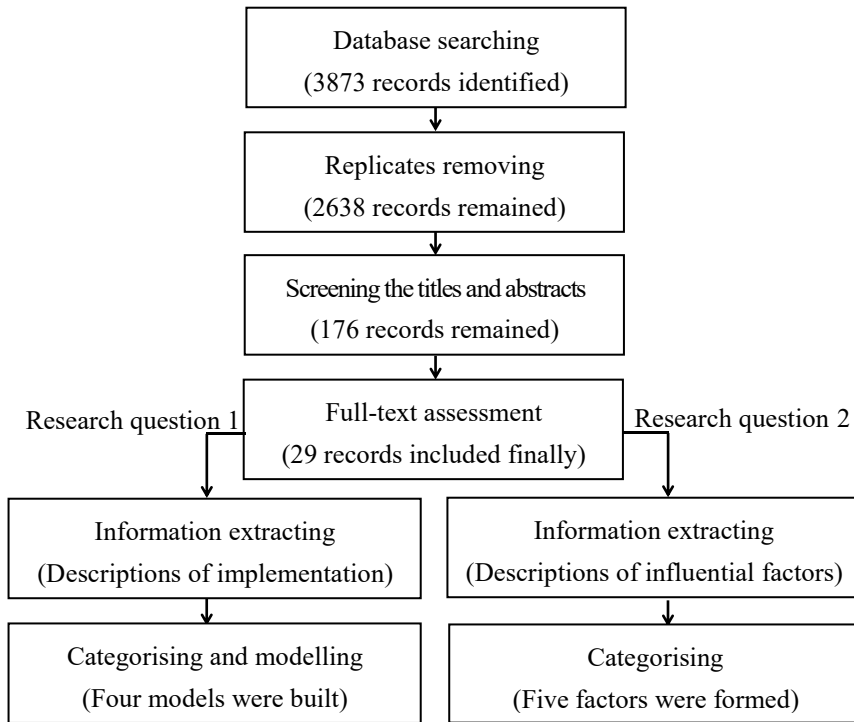 Database searching
(3873 records identified)
Replicates removing
(2638 records remained)
Screening the titles and abstracts
(176 records remained)
Research question 1
Full-text assessment
(29 records included finally)
Research question 2
Information extracting
(Descriptions of implementation)
Information extracting
(Descriptions of influential factors)
Categorising and modelling
(Four models were built)
Categorising
(Five factors were formed)